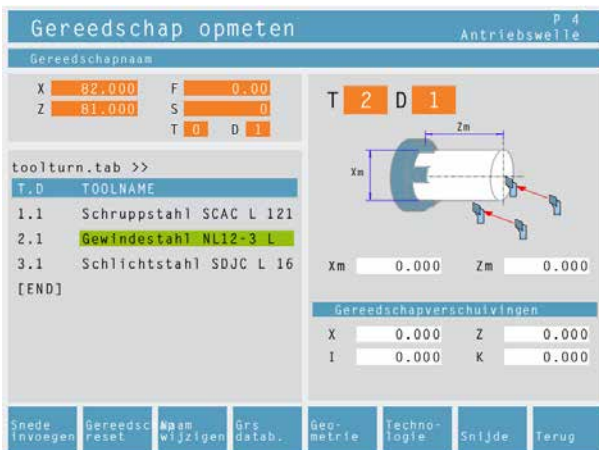 Gereedschap opmeten
P 4
Antriebswelle
Gereedschapnaam
X 82.000 F 0.00
Z 81.000 S 0
T 0 D 1
toolturn.tab >>
T.D TOOLNAME
1.1 Schruppstahl SCAC L 121
2.1 Gewindestahl NL12-3 L
3.1 Schlichtstahl SDJC L 16
[END]
T 2 D 1
Zm
Xm
Xm 0.000 Zm 0.000
Gereedschapverschuivingen
X 0.000 Z 0.000
I 0.000 K 0.000
Snede invoegen
Gereedsc reset
Naam wijzigen
Grs datab.
Geo- metrie
Techno- logie
Snijde
Terug